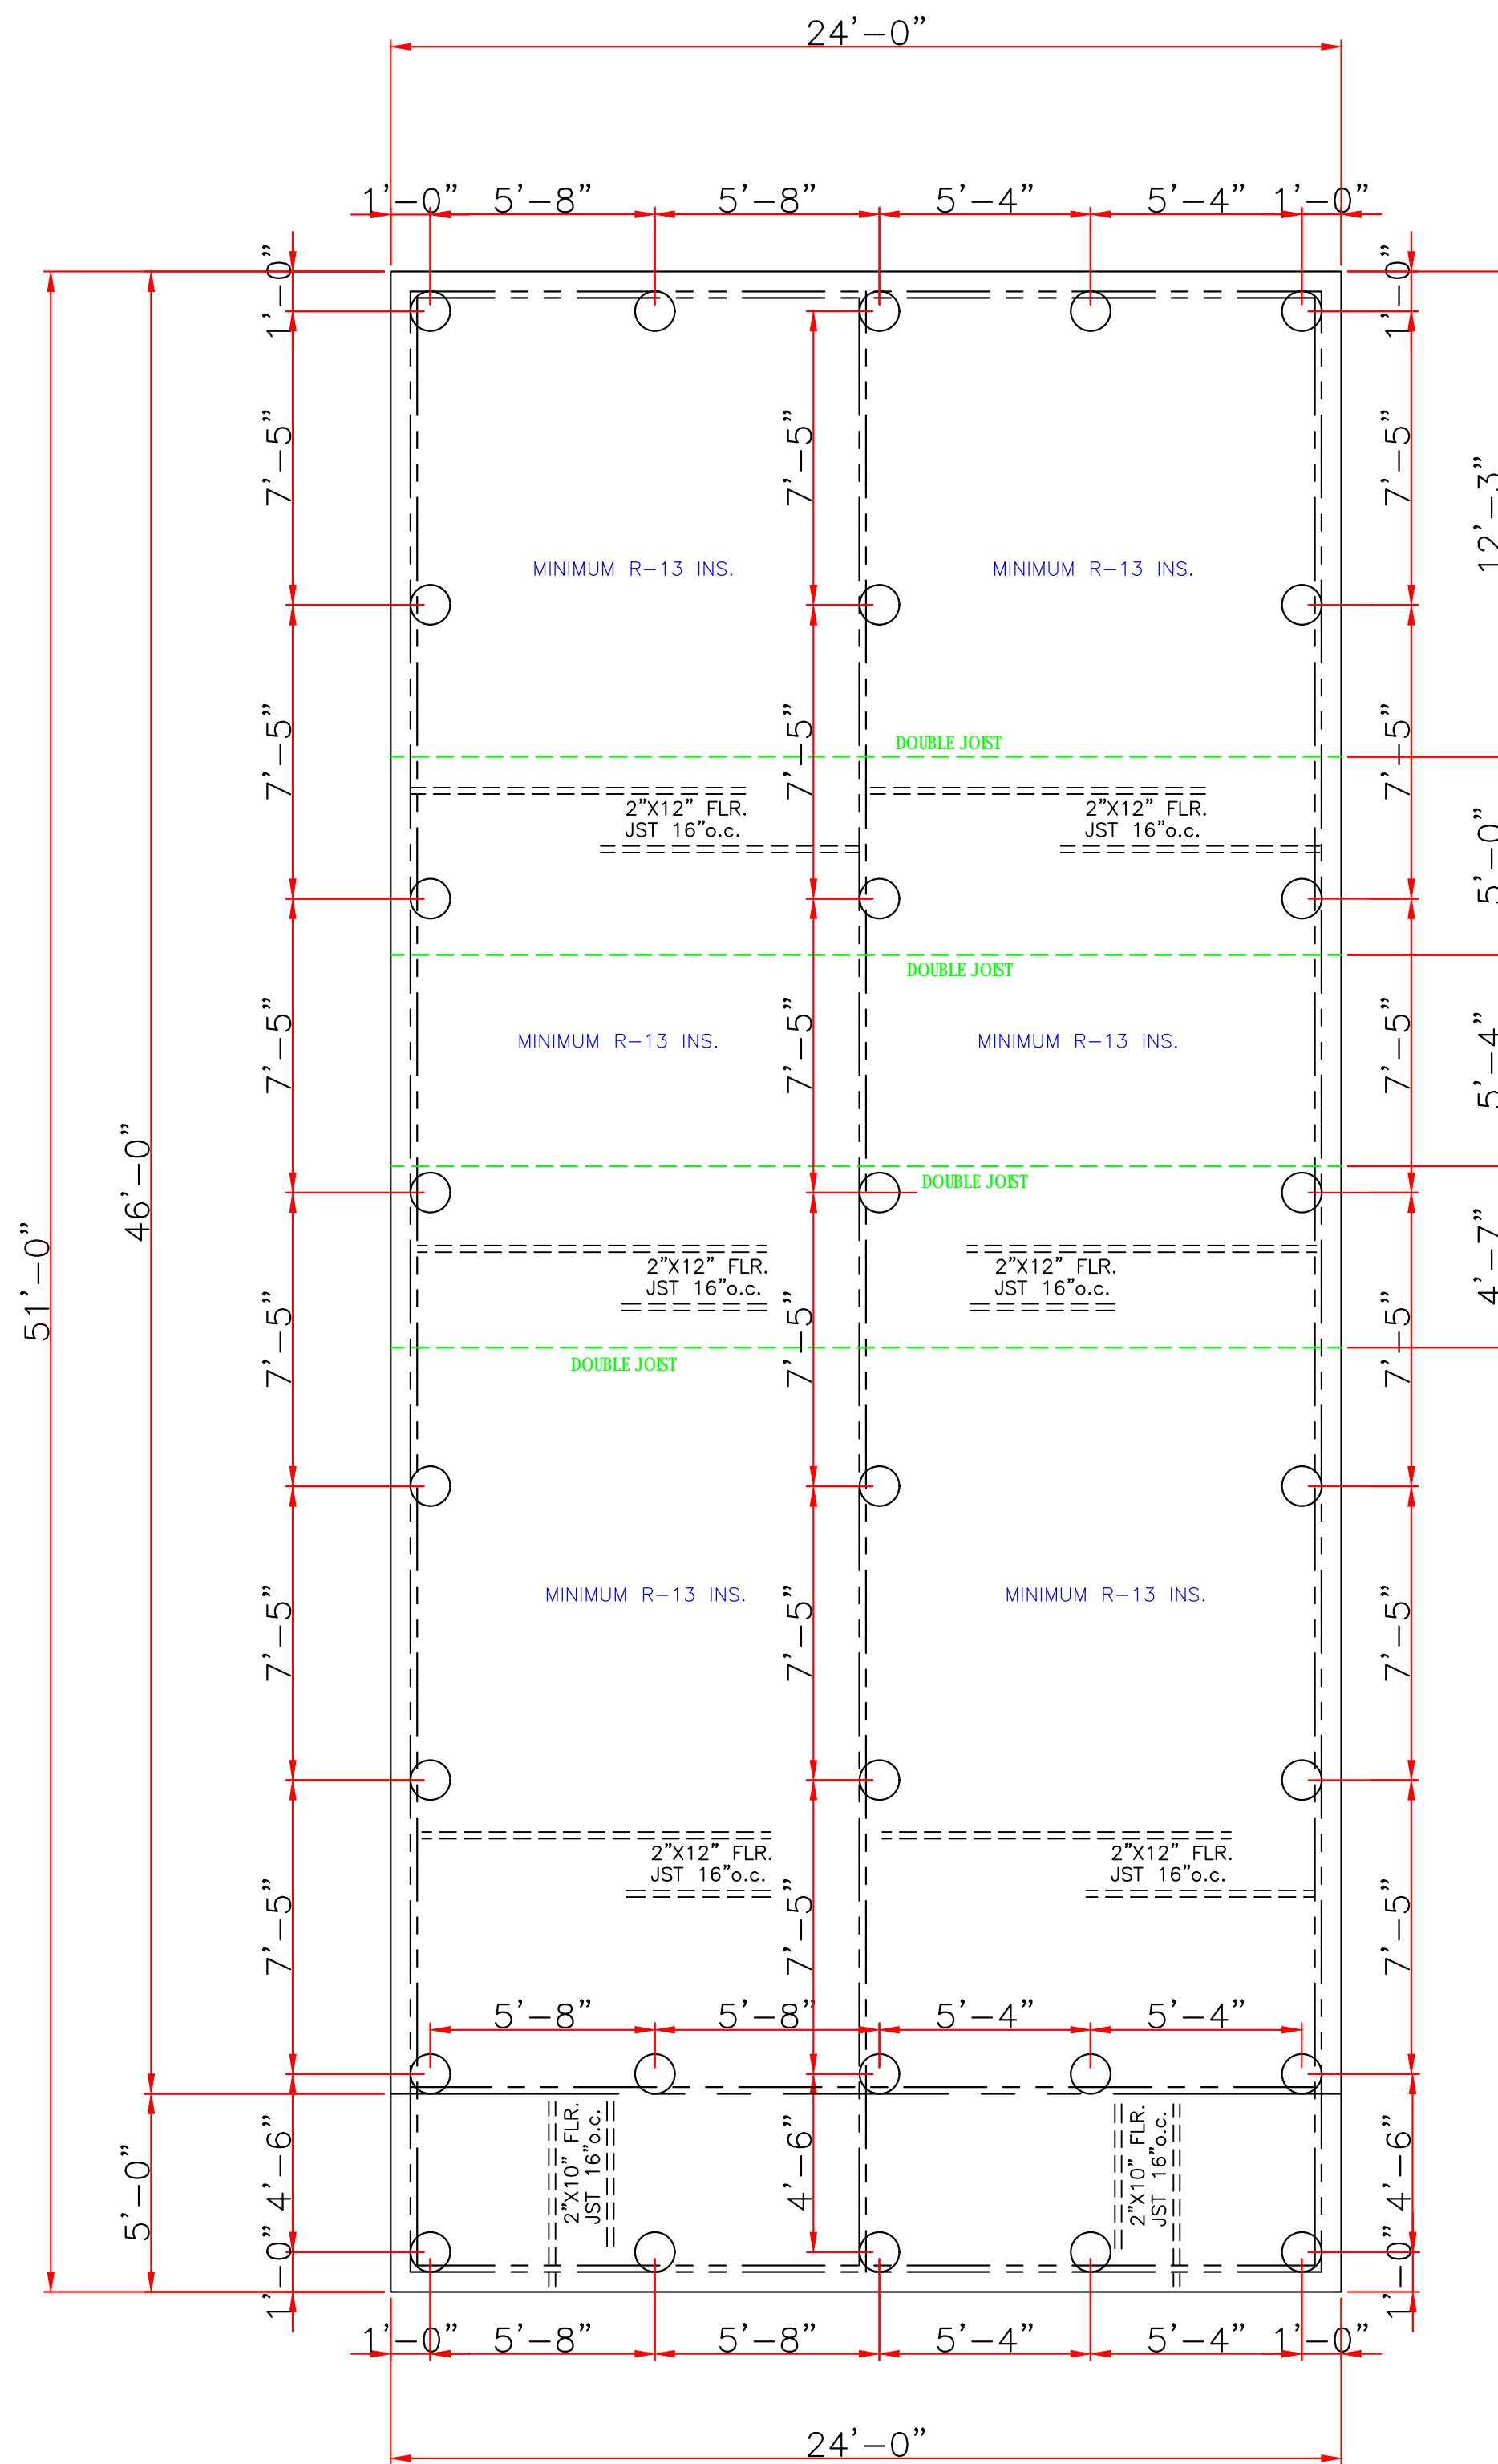 24'-0"
1'-0" 5'-8" 5'-8" 5'-4" 5'-4" 1'-0"
1'-0"
1'-0"
7'-5"
7'-5"
7'-5"
12'-3"
MINIMUM R-13 INS.
MINIMUM R-13 INS.
DOUBLE JOIST
7'-5"
7'-5"
7'-5"
2"X12" FLR.
JST 16"o.c.
2"X12" FLR.
JST 16"o.c.
5'-0"
DOUBLE JOIST
7'-5"
7'-5"
7'-5"
MINIMUM R-13 INS.
MINIMUM R-13 INS.
5'-4"
46'-0"
51'-0"
DOUBLE JOIST
4'-7"
2"X12" FLR.
JST 16"o.c.
2"X12" FLR.
JST 16"o.c.
7'-5"
7'-5"
7'-5"
DOUBLE JOIST
MINIMUM R-13 INS.
MINIMUM R-13 INS.
7'-5"
7'-5"
7'-5"
2"X12" FLR.
JST 16"o.c.
2"X12" FLR.
JST 16"o.c.
7'-5"
7'-5"
7'-5"
5'-8" 5'-8" 5'-4" 5'-4"
5'-0"
4'-6"
2"X10" FLR.
JST 16"o.c.
4'-6"
2"X10" FLR.
JST 16"o.c.
4'-6"
1'-0"
1'-0"
1'-0" 5'-8" 5'-8" 5'-4" 5'-4" 1'-0"
24'-0"